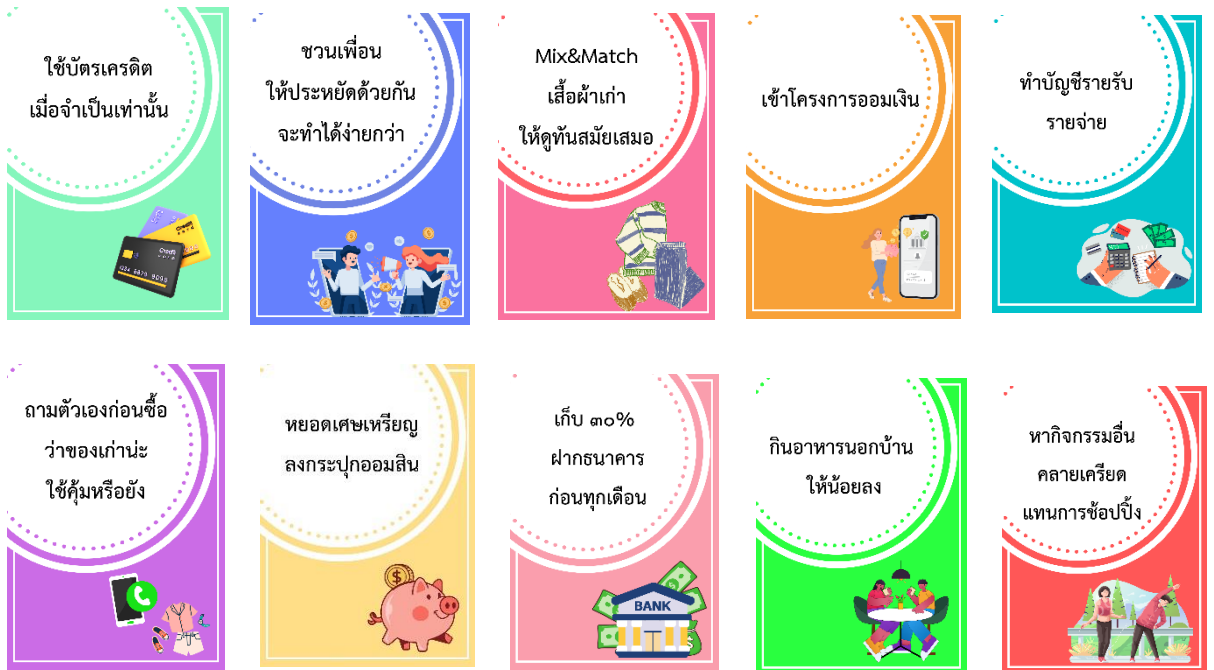 ใช้บัตรเครดิต
เมื่อจำเป็นเท่านั้น
ชวนเพื่อน
ให้ประหยัดด้วยกัน
จะทำได้ง่ายกว่า
Mix&Match
เสื้อผ้าเก่า
ให้ดูทันสมัยเสมอ
เข้าโครงการออมเงิน
ทำบัญชีรายรับ
รายจ่าย
ถามตัวเองก่อนซื้อ
ว่าของเก่าน่ะ
ใช้คุ้มหรือยัง
หยอดเศษเหรียญ
ลงกระปุกออมสิน
เก็บ ๓๐%
ฝากธนาคาร
ก่อนทุกเดือน
BANK
กินอาหารนอกบ้าน
ให้น้อยลง
หากิจกรรมอื่น
คลายเครียด
แทนการช้อปปิ้ง